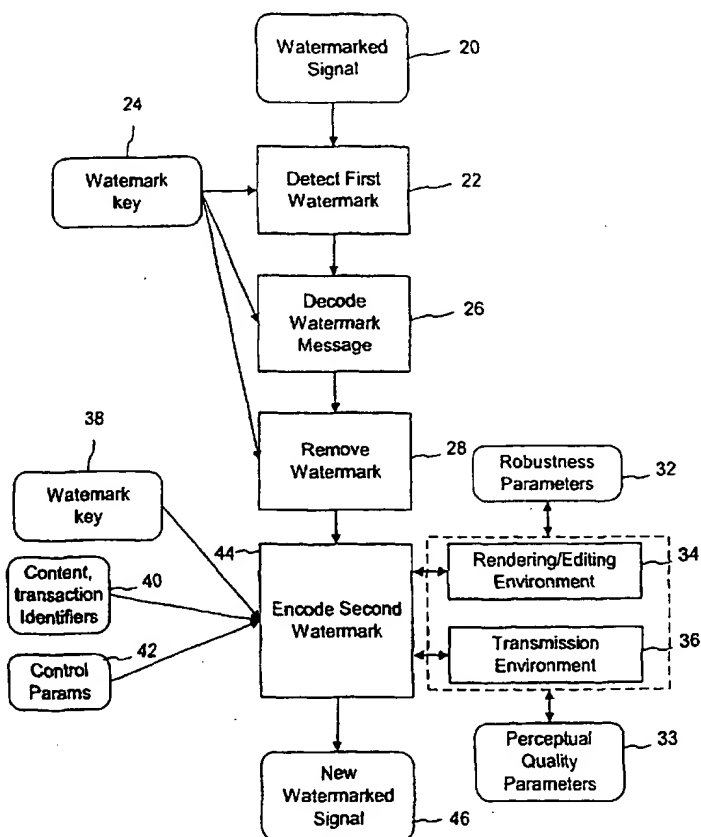 Watermarked
Signal
20
24
Watemark
key
Detect First
Watermark
22
Decode
Watermark
Message
26
38
Remove
Watermark
28
Robustness
Parameters
32
Watemark
key
44
Rendering/Editing
Environment
34
Content,
transaction
Identifiers
40
Encode Second
Watermark
42
Control
Params
Transmission
Environment
36
New
Watermarked
Signal
46
Perceptual
Quality
Parameters
33